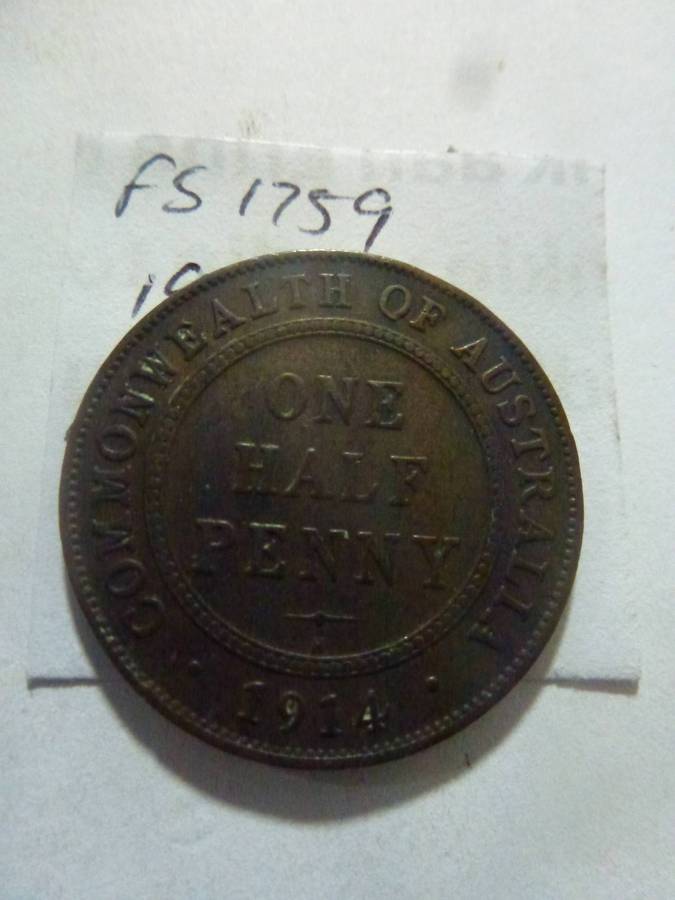 FS 1759
COMMONWEALTH OF AUSTRALIA
ONE
HALF
PENNY
1914